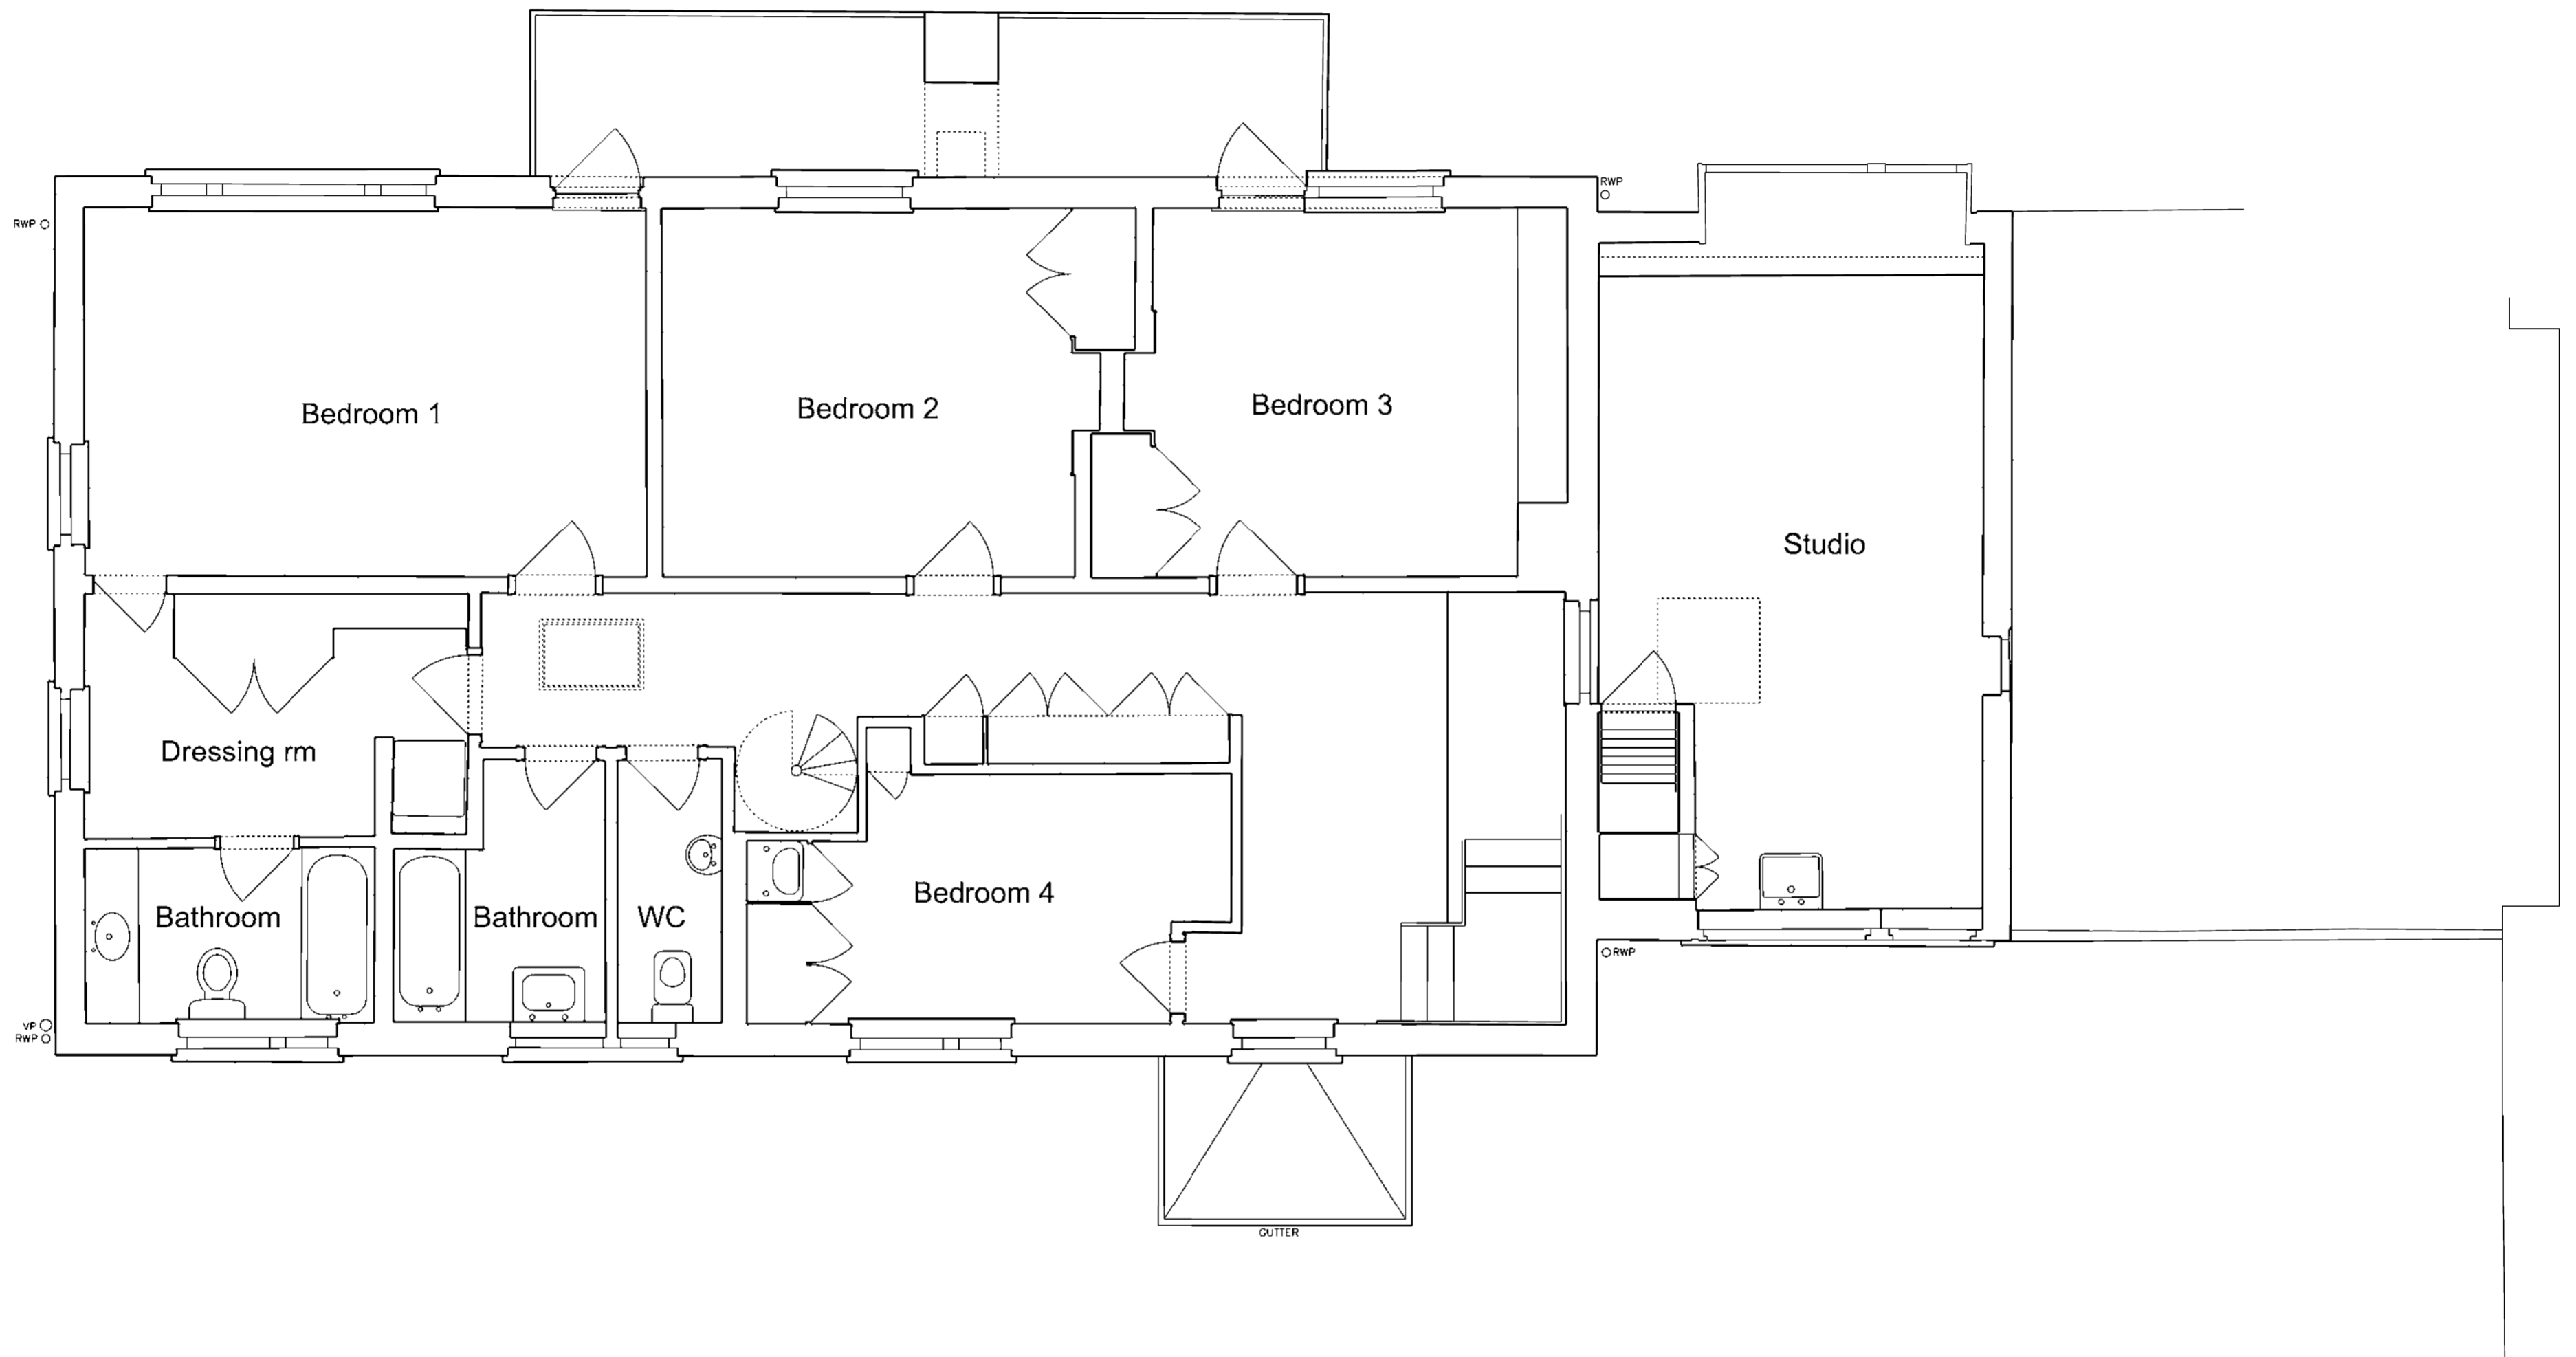 RWP
RWP
Bedroom 1
Bedroom 2
Bedroom 3
Studio
Dressing rm
Bedroom 4
Bathroom
Bathroom
WC
RWP
VP
RWP
GUTTER